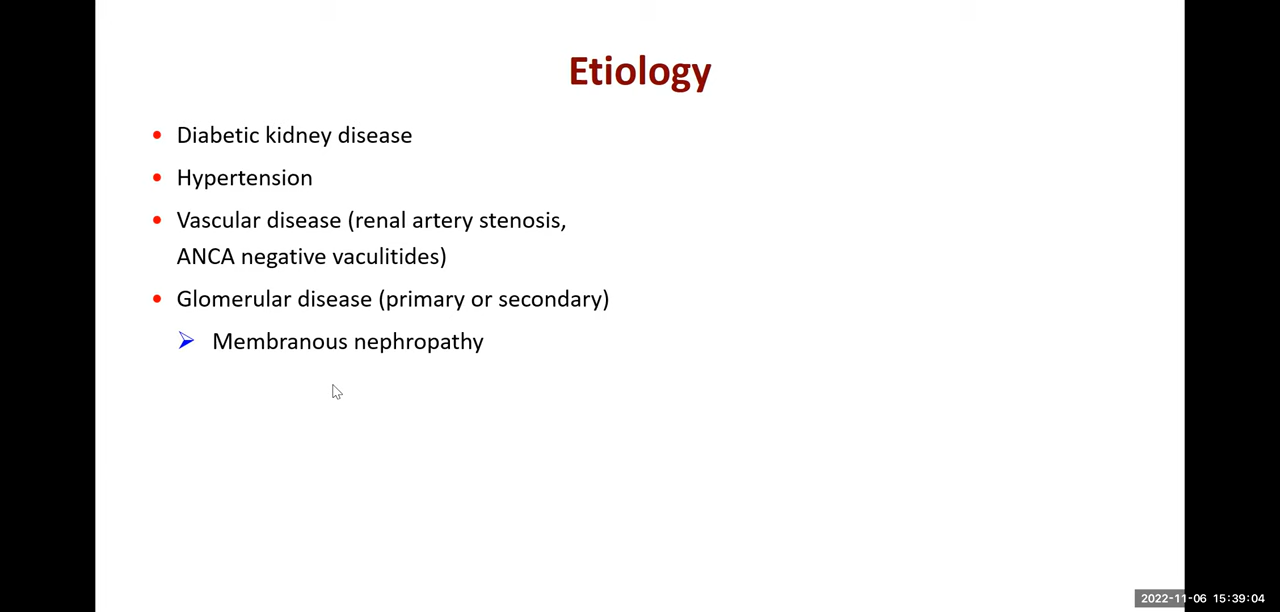 Etiology
• Diabetic kidney disease
• Hypertension
• Vascular disease (renal artery stenosis,
ANCA negative vaculitides)
• Glomerular disease (primary or secondary)
➢ Membranous nephropathy
2022-11-06 15:39:04